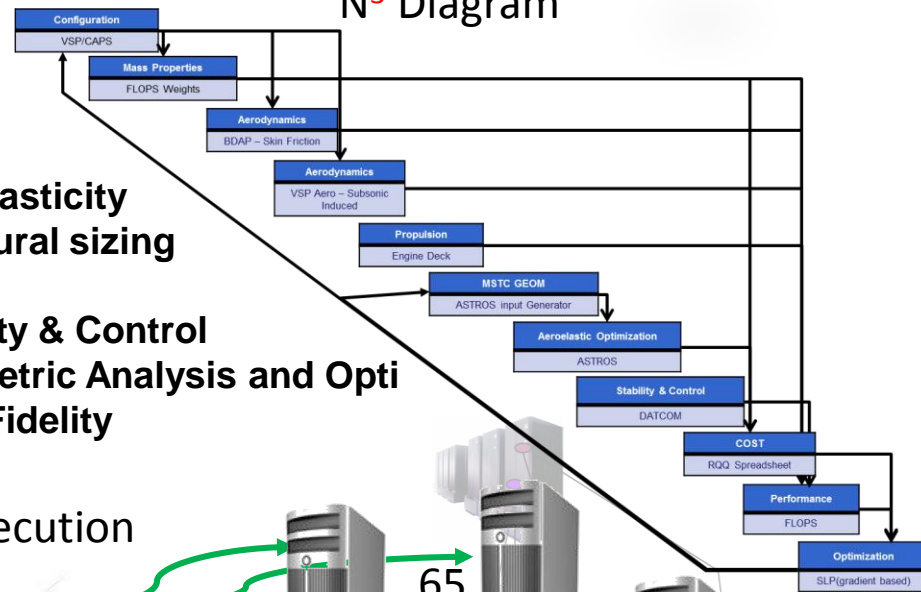 N3 Diagram
Configuration
VSP/CAPS
Mass Properties
FLOPS Weights
Aerodynamics
BDAP – Skin Friction
Aerodynamics
VSP Aero – Subsonic
Induced
Propulsion
Engine Deck
MSTC GEOM
ASTROS input Generator
Aeroelastic Optimization
ASTROS
Stability & Control
DATCOM
COST
RQQ Spreadsheet
Performance
FLOPS
Optimization
SLP(gradient based)
asticity
ural sizing
ty & Control
etric Analysis and Opti
Fidelity
ecution
65